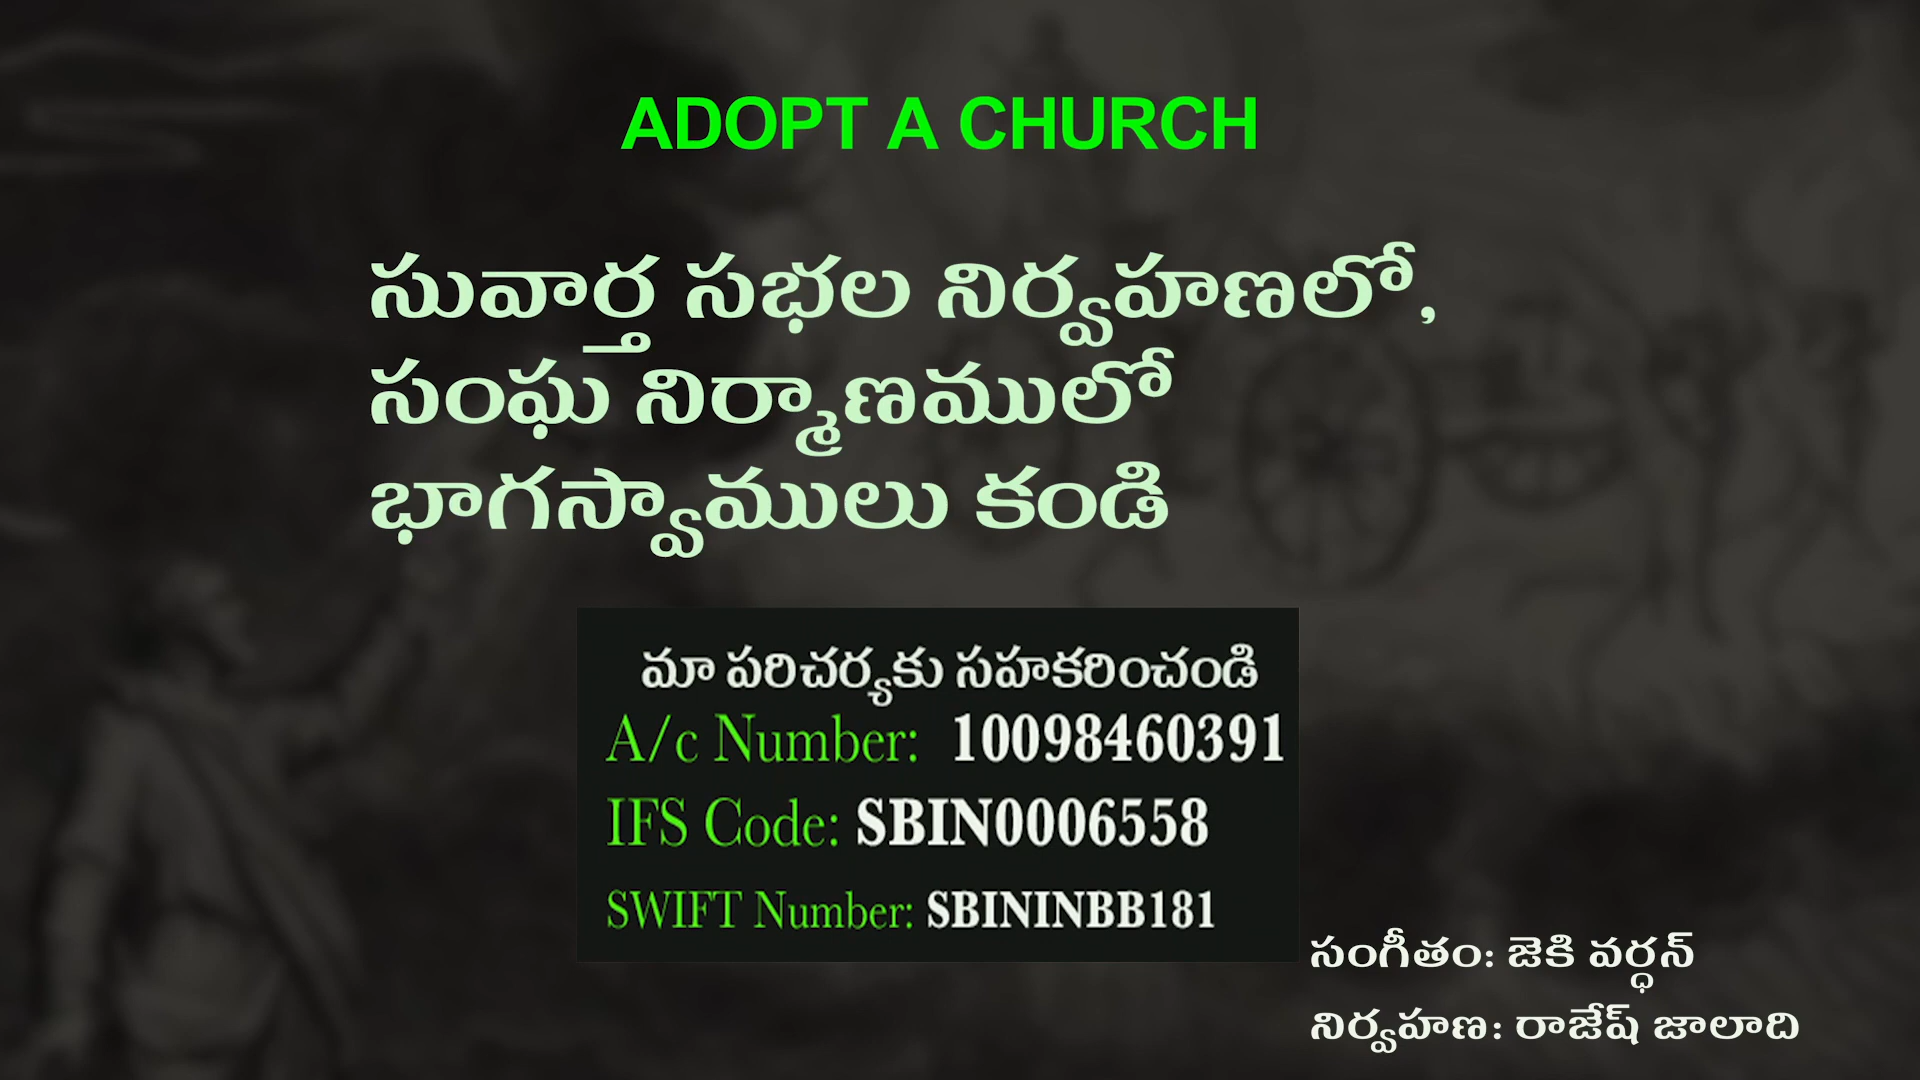 ADOPT A CHURCH
సువార్త సభల నిర్వహణలో,
సంఘ నిర్మాణములో
భాగస్వాములు కండి
మా పరిచర్యకు సహకరించండి
A/c Number: 10098460391
IFS Code: SBIN0006558
SWIFT Number: SBININBB181
సంగీతం: జెకి వర్ధన్
నిర్వహణ: రాజేష్ జాలాది